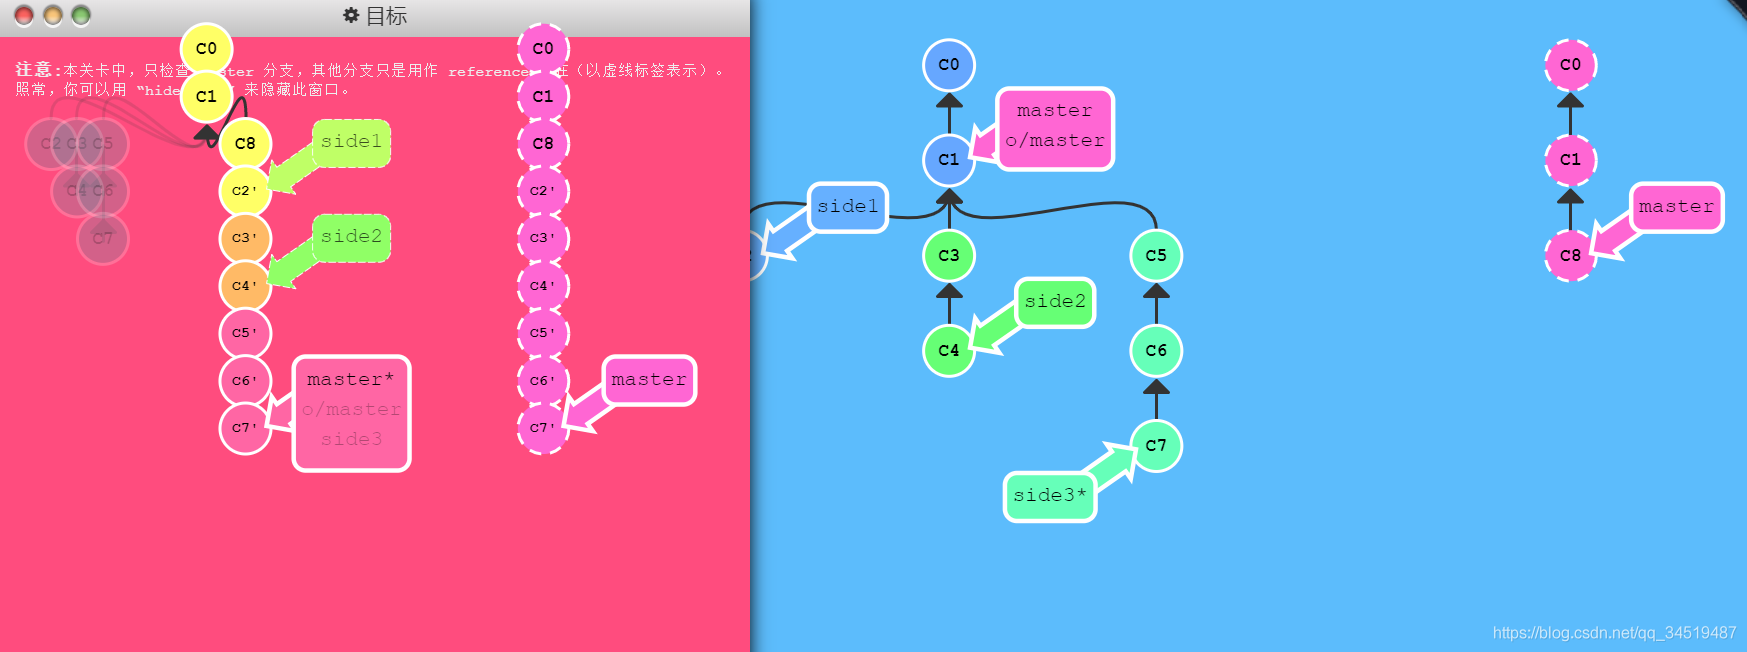 目标
注意:本关卡中，只检查 master 分支，其他分支只是用作 reference 存在（以虚线标签表示）。
照常，你可以用 “hide 来隐藏此窗口。
C0
C1
C2 C3 C5
C8
side1
C4 C6
C2'
C7
C3'
side2
C4'
C5'
C6'
C7'
master*
o/master
side3
C0
C1
C8
C2'
C3'
C4'
C5'
C6'
C7'
master
C0
C1
master
o/master
side1
C3
C5
side2
C4
C6
C7
side3*
C0
C1
C8
master
https://blog.csdn.net/qq_34519487